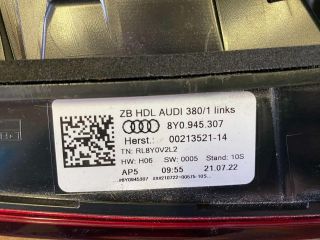 ZB HDL AUDI 380/1 links
8Y0.945.307
Herst.: 00213521-14
TN: RL8Y0V2L2
HW: H06 SW: 0005 Stand: 10S
AP5 09:55 21.07.22